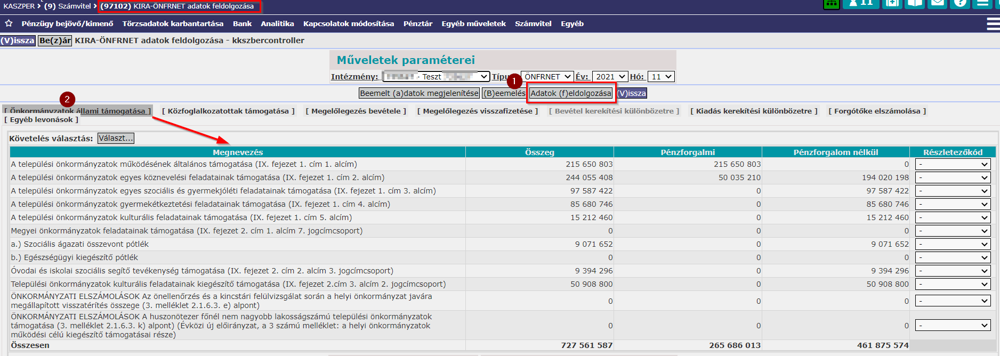 KASZPER > (9) Számvitel > (97102) KIRA-ÖNFRNET adatok feldolgozása
11
Pénzügy bejövő/kimenő Törzsadatok karbantartása Bank Analitika Kapcsolatok módosítása Pénztár Egyéb műveletek Számvitel Egyéb
(V)issza Be(z)ár KIRA-ÖNFRNET adatok feldolgozása - kkszbercontroller
Műveletek paraméterei
Intézmény: - Teszt Típu ÖNFRNET Év: 2021 Hó: 11
1
Beemelt (a)datok megjelenítése (B)eemelés Adatok (f)eldolgozása (V)issza
2
[ Önkormányzatok állami támogatása ] [ Közfoglalkozatottak támogatása ] [ Megelőlegezés bevétele ] [ Megelőlegezés visszafizetése ] [ Bevétel kerekítési különbözetre ] [ Kiadás kerekítési különbözetre ] [ Forgótőke elszámolása ]
[ Egyéb levonások ]
Követelés választás: Választ...
Megnevezés Összeg Pénzforgalmi Pénzforgalom nélkül Részletezőkód
A települési önkormányzatok működésének általános támogatása (IX. fejezet 1. cím 1. alcím) 215 650 803 215 650 803 0 -
A települési önkormányzatok egyes köznevelési feladatainak támogatása (IX. fejezet 1. cím 2. alcím) 244 055 408 50 035 210 194 020 198 -
A települési önkormányzatok egyes szociális és gyermekjóléti feladatainak támogatása (IX. fejezet 1. cím 3. alcím) 97 587 422 0 97 587 422 -
A települési önkormányzatok gyermekétkeztetési feladatainak támogatása (IX. fejezet 1. cím 4. alcím) 85 680 746 0 85 680 746 -
A települési önkormányzatok kulturális feladatainak támogatása (IX. fejezet 1. cím 5. alcím) 15 212 460 0 15 212 460 -
Megyei önkormányzatok feladatainak támogatása (IX. fejezet 2. cím 1. alcím 7. jogcímcsoport) 0 0 0 -
a.) Szociális ágazati összevont pótlék 9 071 652 0 9 071 652 -
b.) Egészségügyi kiegészítő pótlék 0 0 0 -
Óvodai és iskolai szociális segítő tevékenység támogatása (IX. fejezet 2. cím 2. alcím 3. jogcímcsoport) 9 394 296 0 9 394 296 -
Települési önkormányzatok kulturális feladatainak kiegészítő támogatása (IX. fejezet 2.cím 3. alcím 2. jogcímcsoport) 50 908 800 0 50 908 800 -
ÖNKORMÁNYZATI ELSZÁMOLÁSOK Az önellenőrzés és a kincstári felülvizsgálat során a helyi önkormányzat javára
megállapított visszatérítés összege (3. melléklet 2.1.6.3. e) alpont) 0 0 0 -
ÖNKORMÁNYZATI ELSZÁMOLÁSOK A huszonötezer főnél nem nagyobb lakosságszámú települési önkormányzatok
támogatása (3. melléklet 2.1.6.3. k) alpont) (Évközi új előirányzat, a 3 számú melléklet: a helyi önkormányzatok 0 0 0 -
működési célú kiegészítő támogatásai része)
Összesen 727 561 587 265 686 013 461 875 574